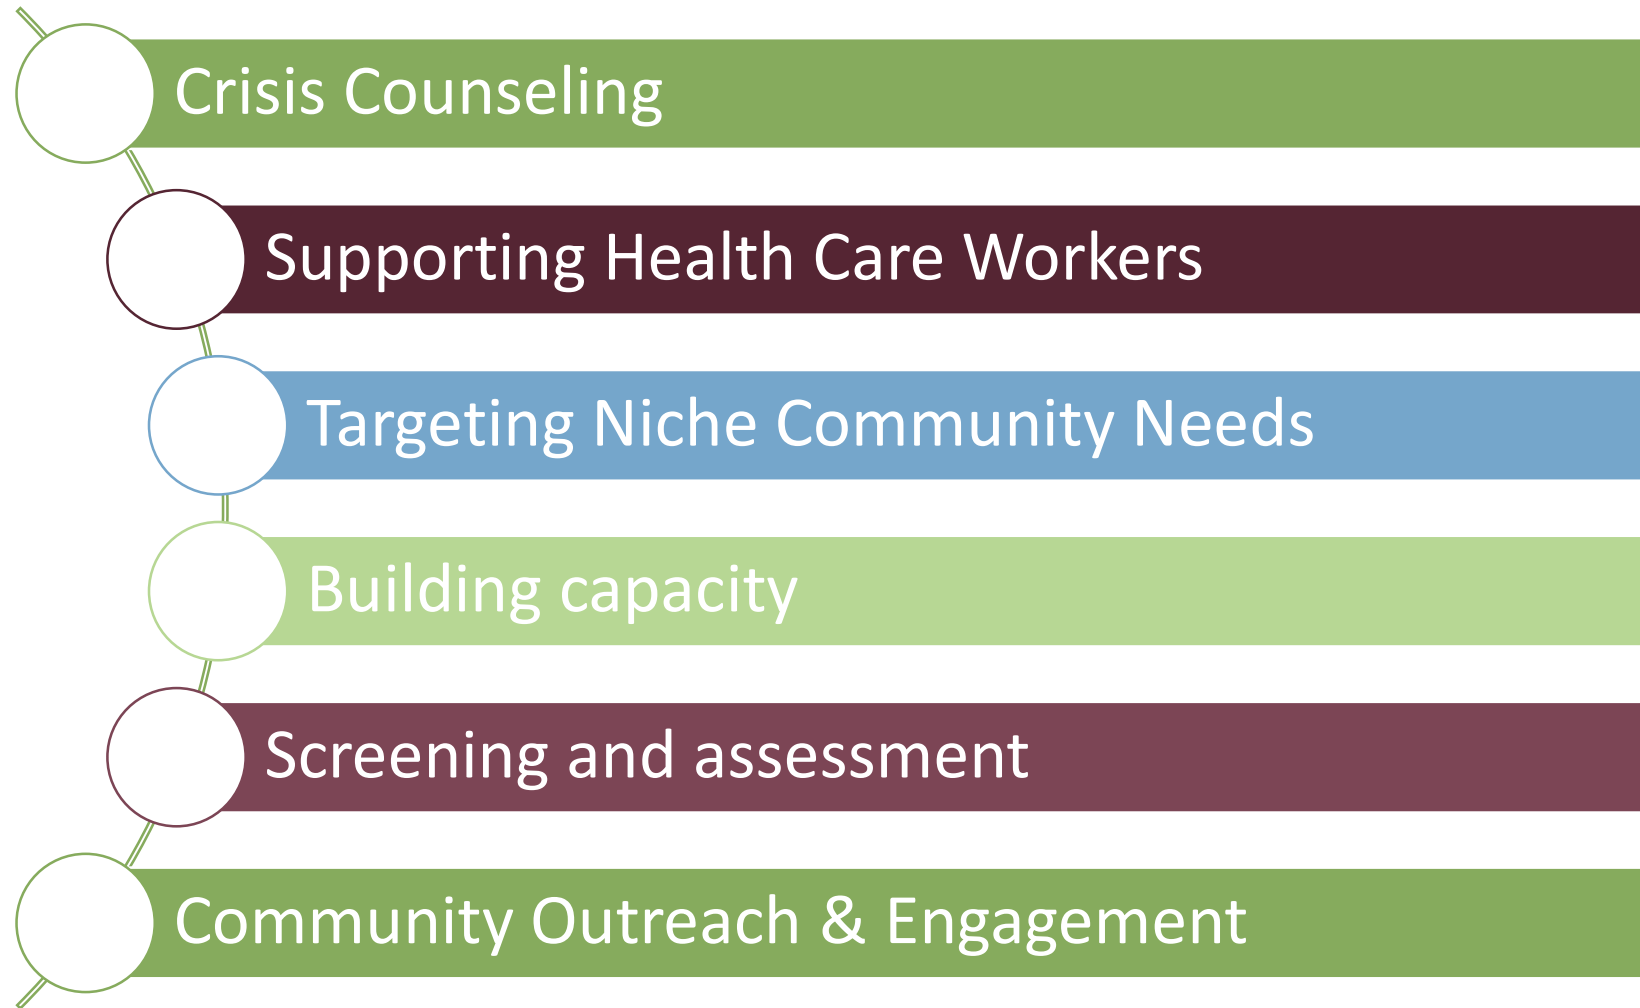 Crisis Counseling
Supporting Health Care Workers
Targeting Niche Community Needs
Building capacity
Screening and assessment
Community Outreach & Engagement